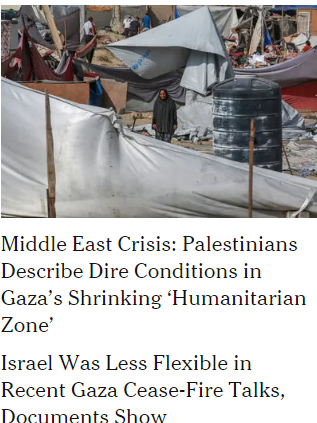 Middle East Crisis: Palestinians
Describe Dire Conditions in
Gaza’s Shrinking ‘Humanitarian
Zone’
Israel Was Less Flexible in
Recent Gaza Cease-Fire Talks,
Documents Show